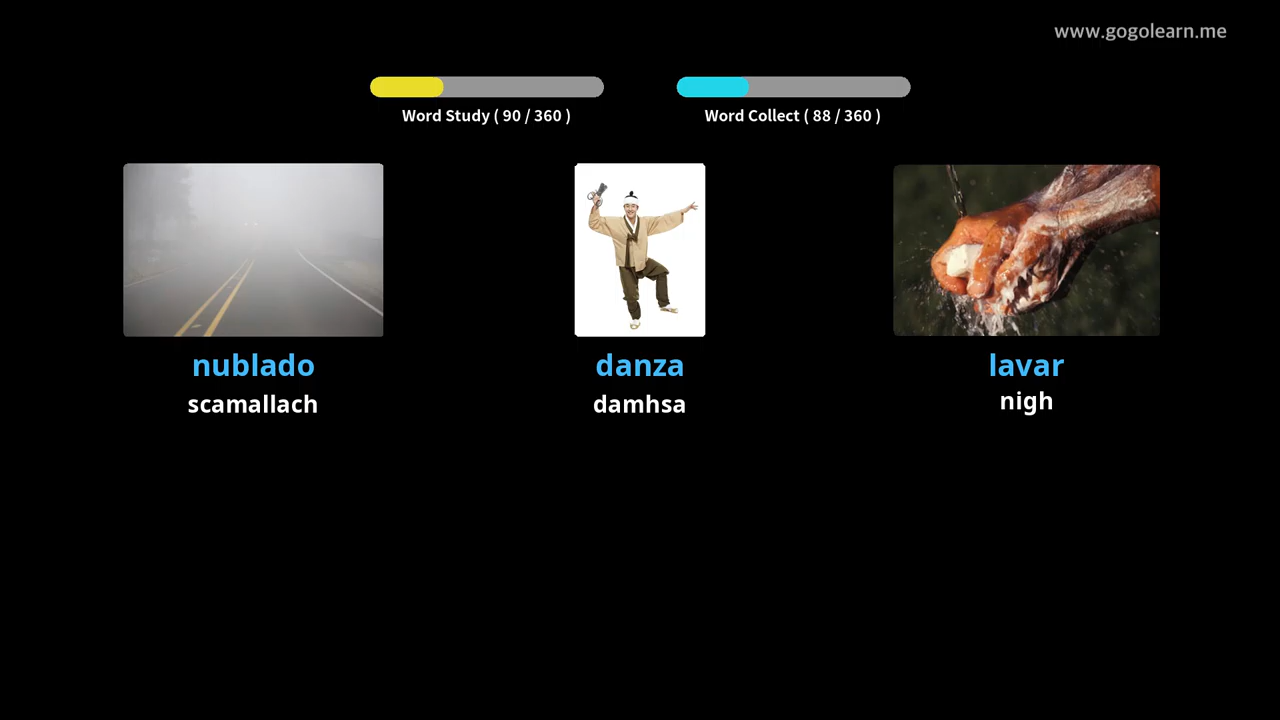 www.gogolearn.me
Word Study ( 90 / 360 )
Word Collect ( 88 / 360 )
nublado
scamallach
danza
damhsa
lavar
nigh